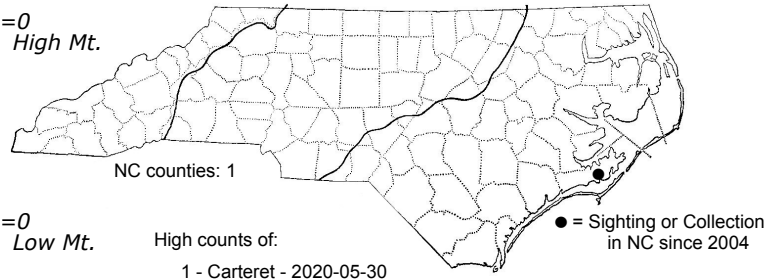 =0
High Mt.
NC counties: 1
=0
Low Mt.
High counts of:
1 - Carteret - 2020-05-30
● = Sighting or Collection
in NC since 2004